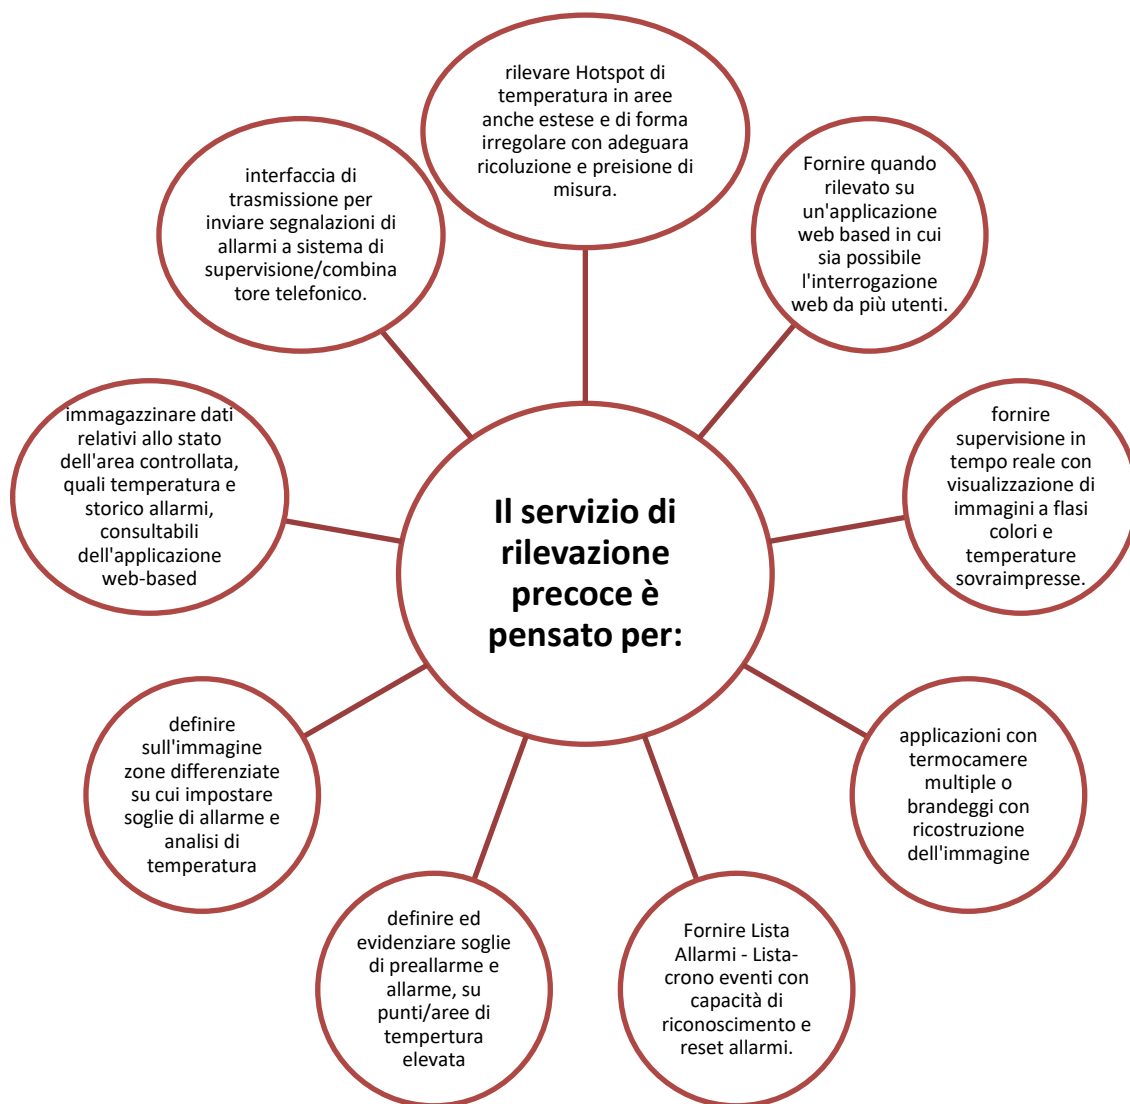 rilevare Hotspot di
temperatura in aree
anche estese e di forma
irregolare con adeguara
ricoluzione e preisione di
misura.
Fornire quando
rilevato su
un'applicazione
web based in cui
sia possibile
l'interrogazione
web da più utenti.
fornire
supervisione in
tempo reale con
visualizzazione di
immagini a flasi
colori e
temperature
sovraimpresse.
applicazioni con
termocamere
multiple o
brandeggi con
ricostruzione
dell'immagine
Fornire Lista
Allarmi - Lista-
crono eventi con
capacità di
riconoscimento e
reset allarmi.
definire ed
evidenziare soglie
di preallarme e
allarme, su
punti/aree di
tempertura
elevata
definire
sull'immagine
zone differenziate
su cui impostare
soglie di allarme e
analisi di
temperatura
immagazzinare dati
relativi allo stato
dell'area controllata,
quali temperatura e
storico allarmi,
consultabili
dell'applicazione
web-based
interfaccia di
trasmissione per
inviare segnalazioni di
allarmi a sistema di
supervisione/combina
tore telefonico.
Il servizio di
rilevazione
precoce è
pensato per: